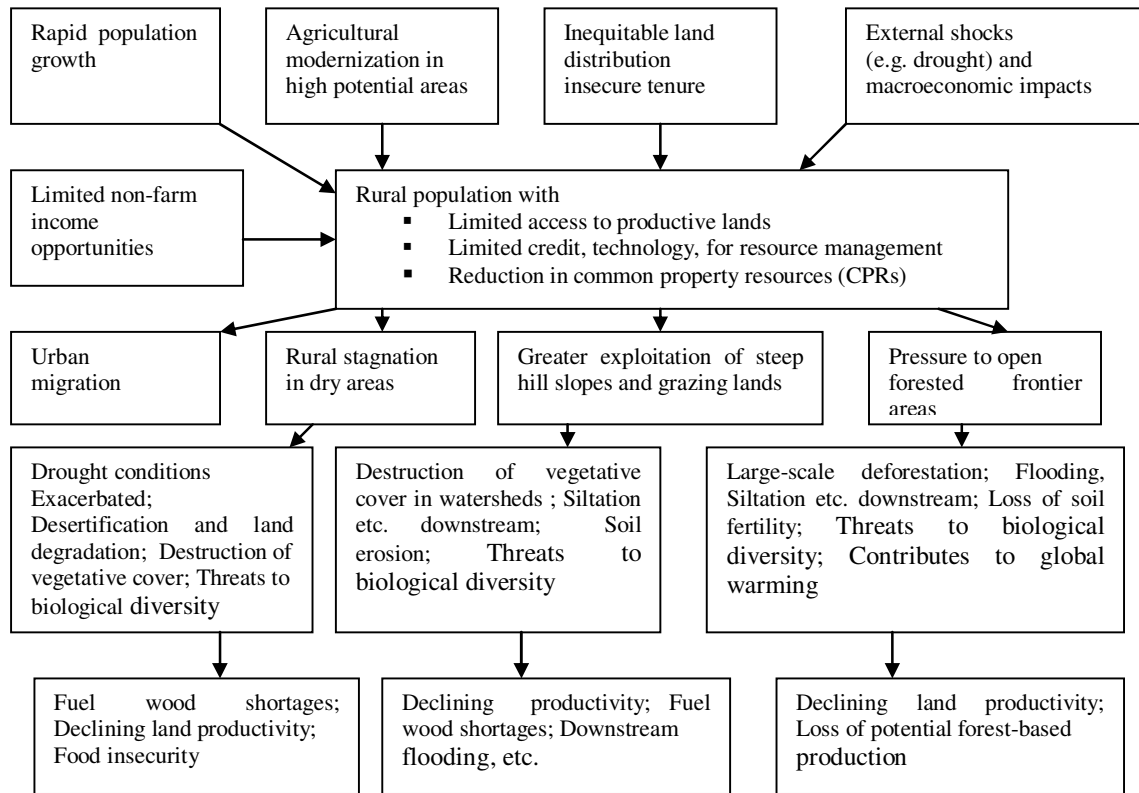 Rapid population
growth
Agricultural
modernization in
high potential areas
Inequitable land
distribution
insecure tenure
External shocks
(e.g. drought) and
macroeconomic impacts
Limited non-farm
income
opportunities
Rural population with
▪ Limited access to productive lands
▪ Limited credit, technology, for resource management
▪ Reduction in common property resources (CPRs)
Urban
migration
Rural stagnation
in dry areas
Greater exploitation of steep
hill slopes and grazing lands
Pressure to open
forested frontier
areas
Drought conditions
Exacerbated;
Desertification and land
degradation; Destruction of
vegetative cover; Threats to
biological diversity
Destruction of vegetative
cover in watersheds ; Siltation
etc. downstream; Soil
erosion; Threats to
biological diversity
Large-scale deforestation; Flooding,
Siltation etc. downstream; Loss of soil
fertility; Threats to biological
diversity; Contributes to global
warming
Fuel wood shortages;
Declining land productivity;
Food insecurity
Declining productivity; Fuel
wood shortages; Downstream
flooding, etc.
Declining land productivity;
Loss of potential forest-based
production